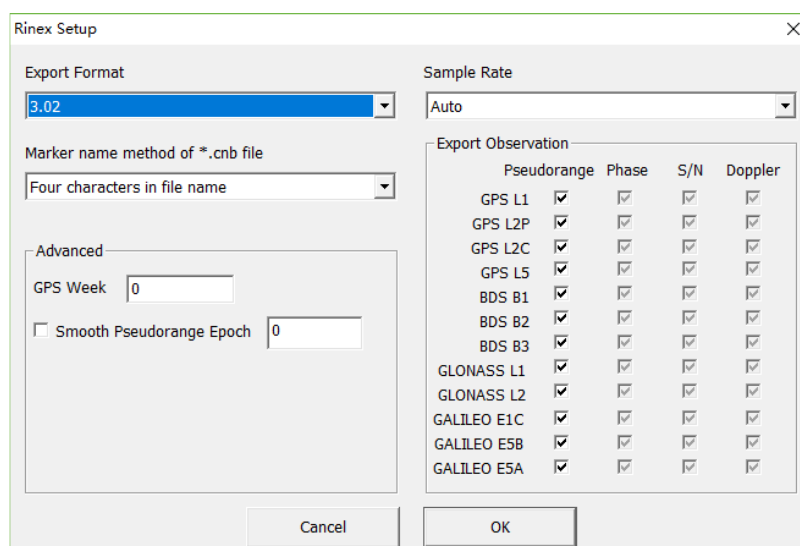 Rinex Setup
Export Format
3.02
Marker name method of *.cnb file
Four characters in file name
Advanced
GPS Week 0
Smooth Pseudorange Epoch 0
Sample Rate
Auto
Export Observation
Pseudorange Phase S/N Doppler
GPS L1
GPS L2P
GPS L2C
GPS L5
BDS B1
BDS B2
BDS B3
GLONASS L1
GLONASS L2
GALILEO E1C
GALILEO E5B
GALILEO E5A
Cancel
OK